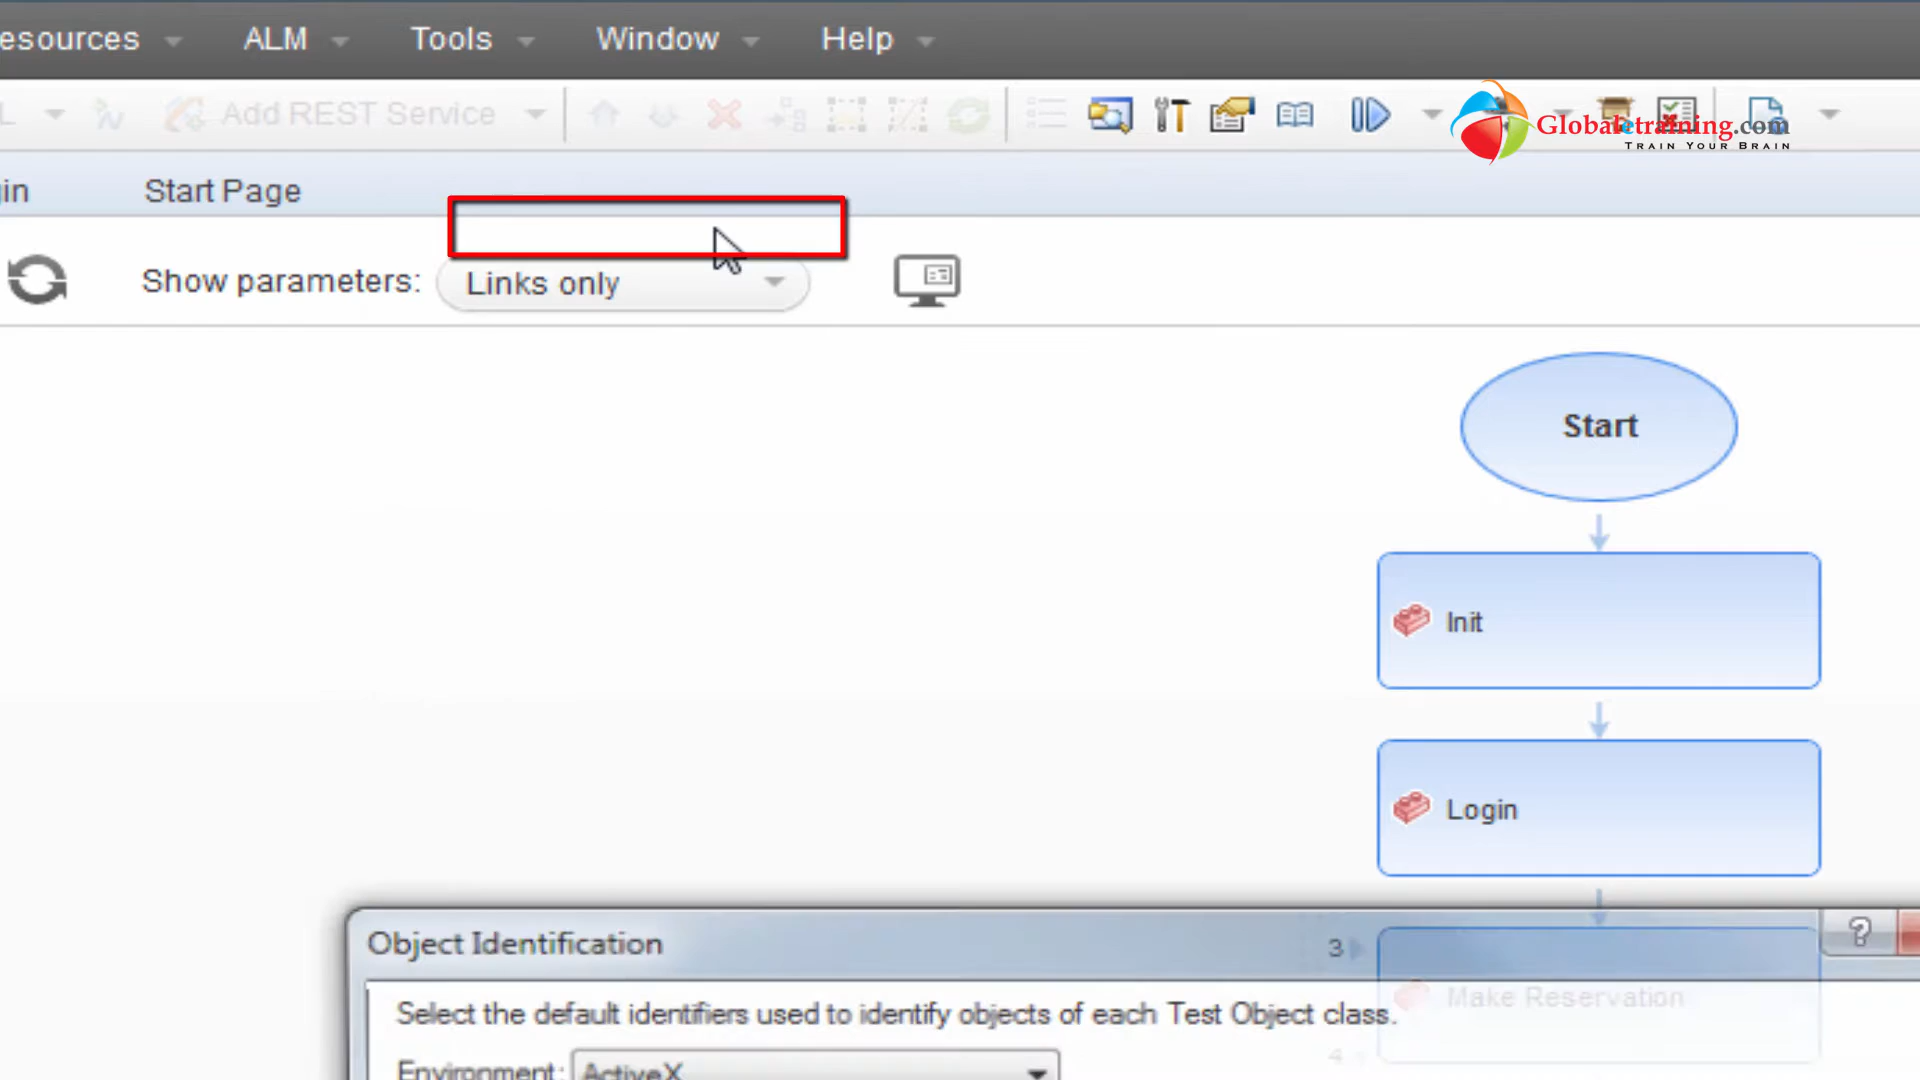 esources ALM Tools Window Help
L Add REST Service
Globaletraining.com
TRAIN YOUR BRAIN
in Start Page
Show parameters: Links only
Start
Init
Login
Object Identification
3
?
Make Reservation
Select the default identifiers used to identify objects of each Test Object class.
4
Environment: ActiveX